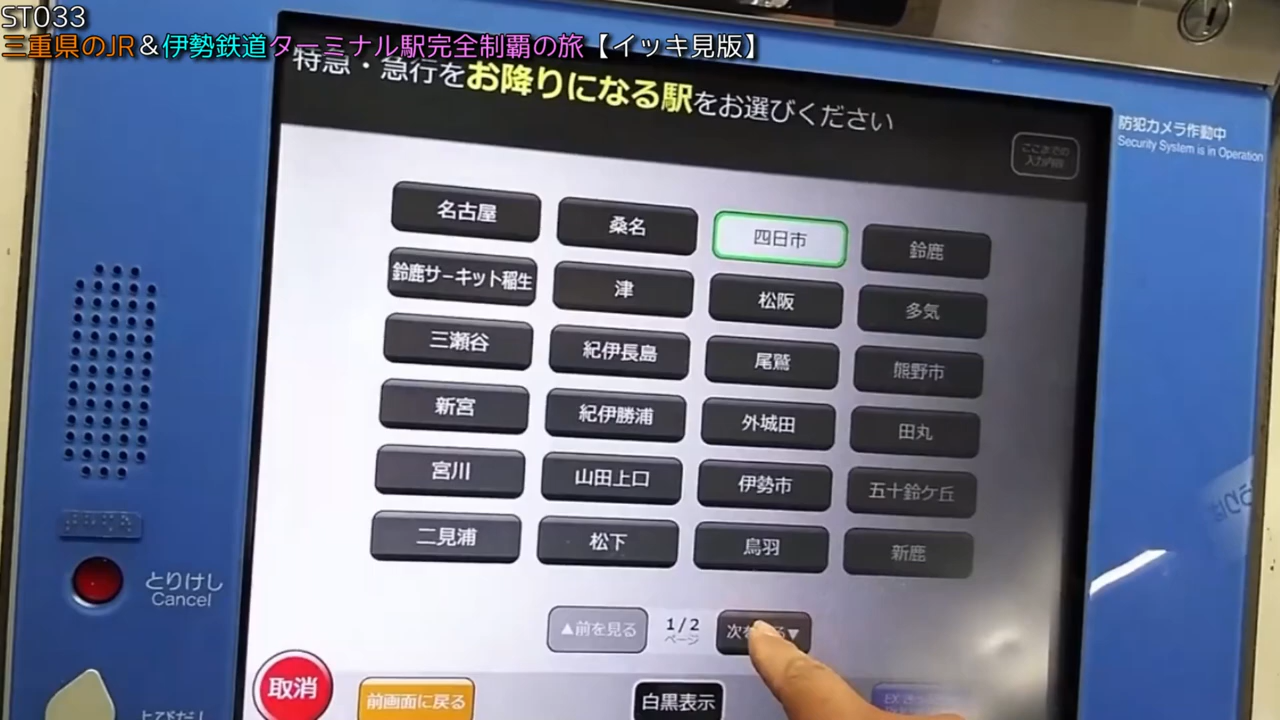 ST033
三重県のJR＆伊勢鉄道ターミナル駅完全制覇の旅【イッキ見版】
特急・急行をお降りになる駅をお選びください
ここまでの
入力内容
防犯カメラ作動中
Security System is in Operation
名古屋 桑名 四日市 鈴鹿
鈴鹿サーキット稲生 津 松阪 多気
三瀬谷 紀伊長島 尾鷲 熊野市
新宮 紀伊勝浦 外城田 田丸
宮川 山田上口 伊勢市 五十鈴ケ丘
二見浦 松下 鳥羽 新鹿
▲前を見る 1/2 ページ 次を見る▼
とりけし
Cancel
取消 前画面に戻る 白黒表示